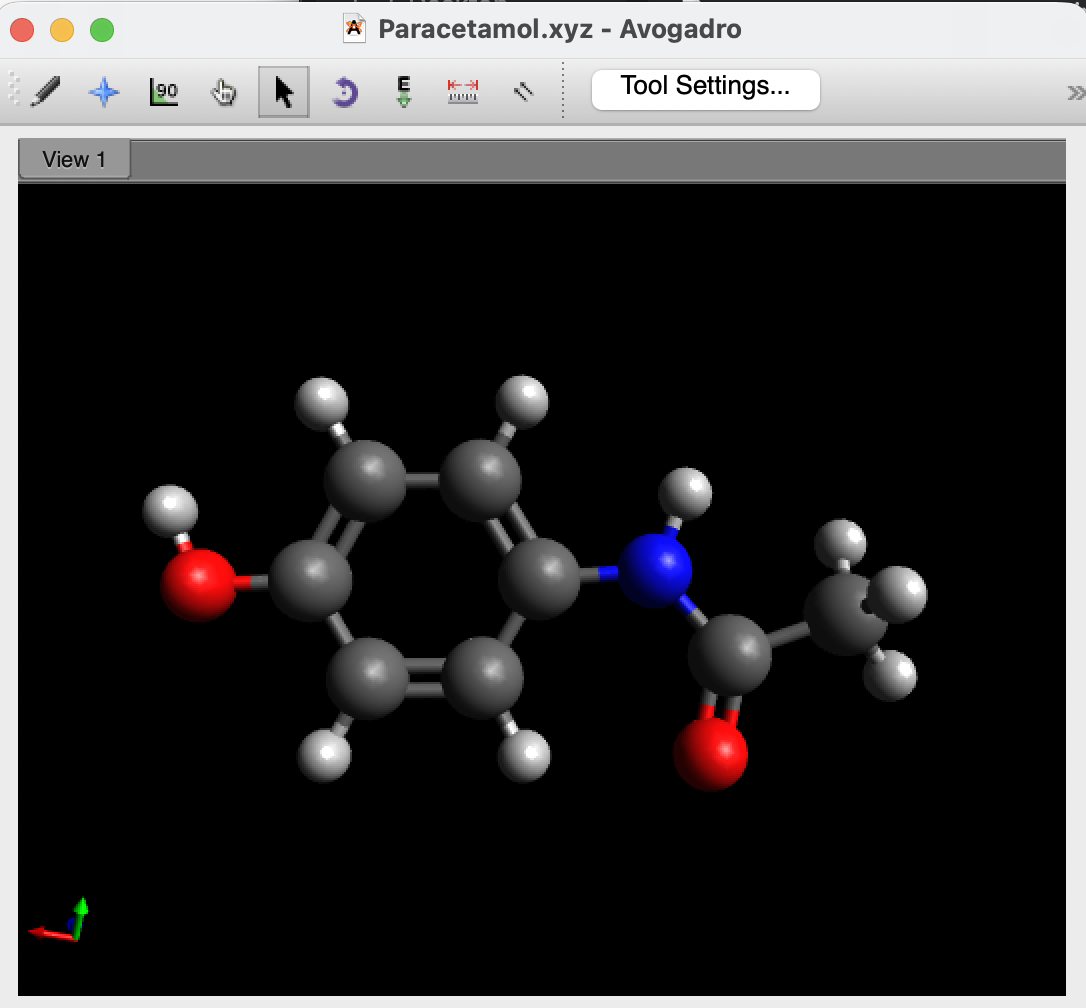 Paracetamol.xyz - Avogadro
90
E
Tool Settings...
View 1